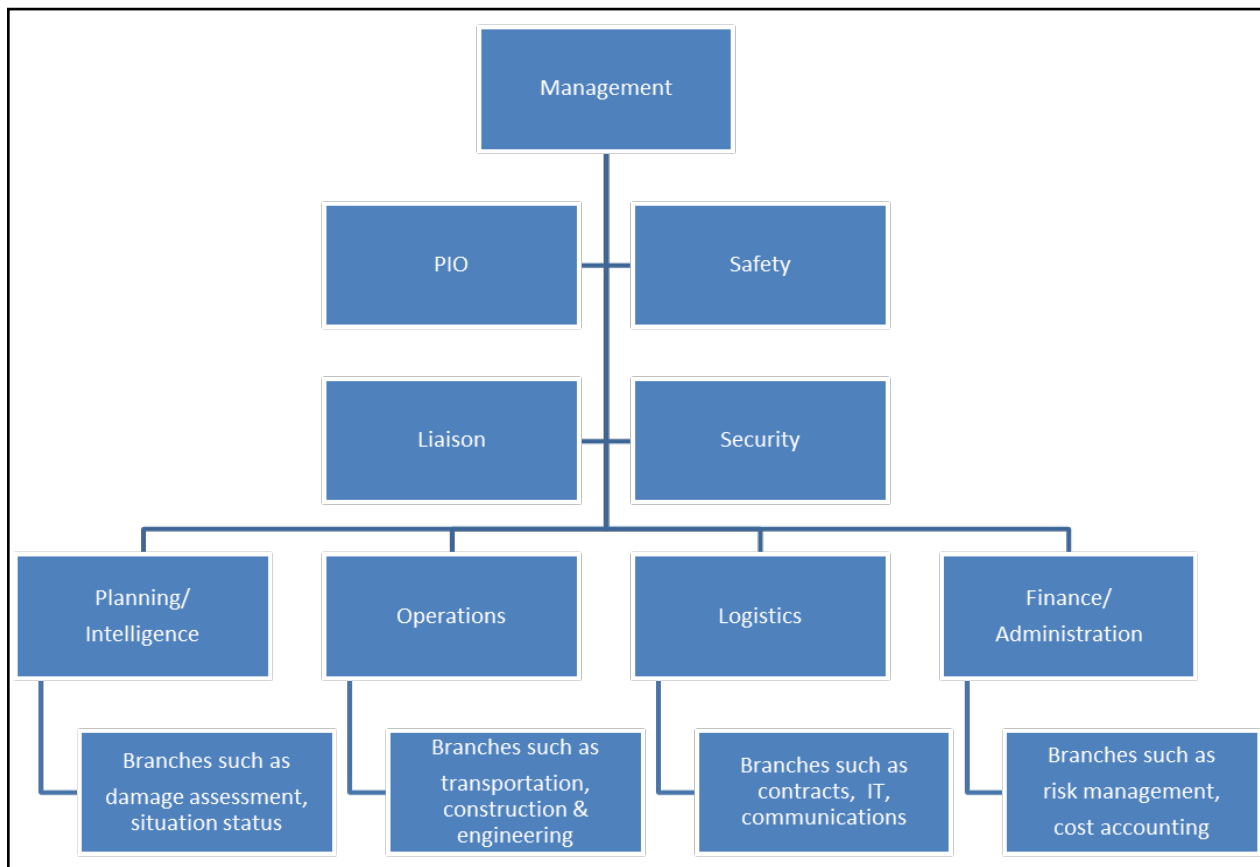 Management
PIO
Safety
Liaison
Security
Planning/
Intelligence
Operations
Logistics
Finance/
Administration
Branches such as
damage assessment,
situation status
Branches such as
transportation,
construction &
engineering
Branches such as
contracts, IT,
communications
Branches such as
risk management,
cost accounting